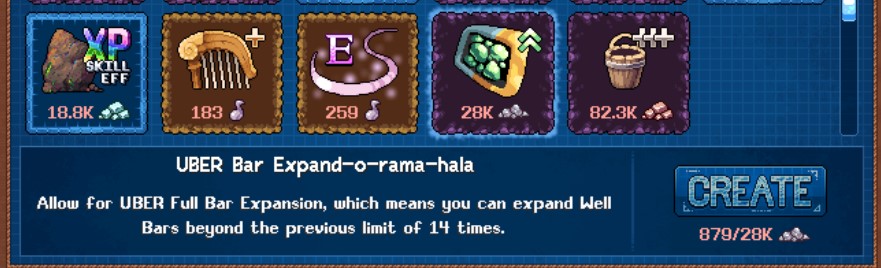 XP
SKILL
EFF
E
18.8K
183
259
28K
82.3K
UBER Bar Expand-o-rama-hala
Allow for UBER Full Bar Expansion, which means you can expand Well
Bars beyond the previous limit of 14 times.
CREATE
879/28K